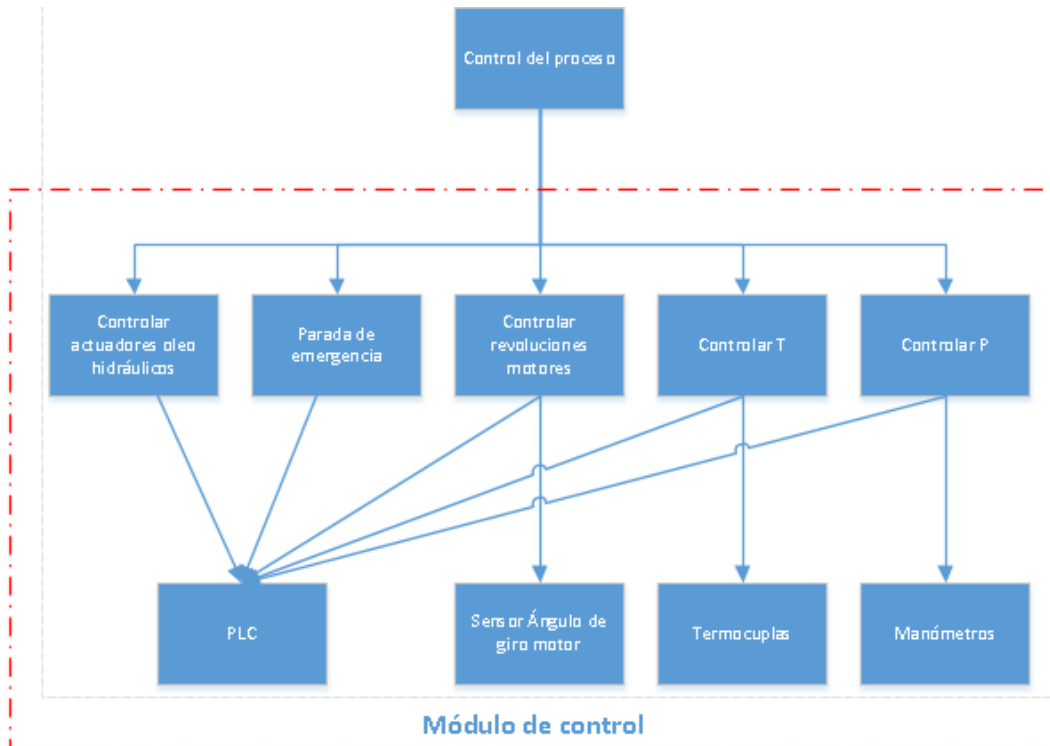 Control del proceso
Controlar
actuadores oleo
hidráulicos
Parada de
emergencia
Controlar
revoluciones
motores
Controlar T
Controlar P
PLC
Sensor Ángulo de
giro motor
Termocuplas
Manómetros
Módulo de control